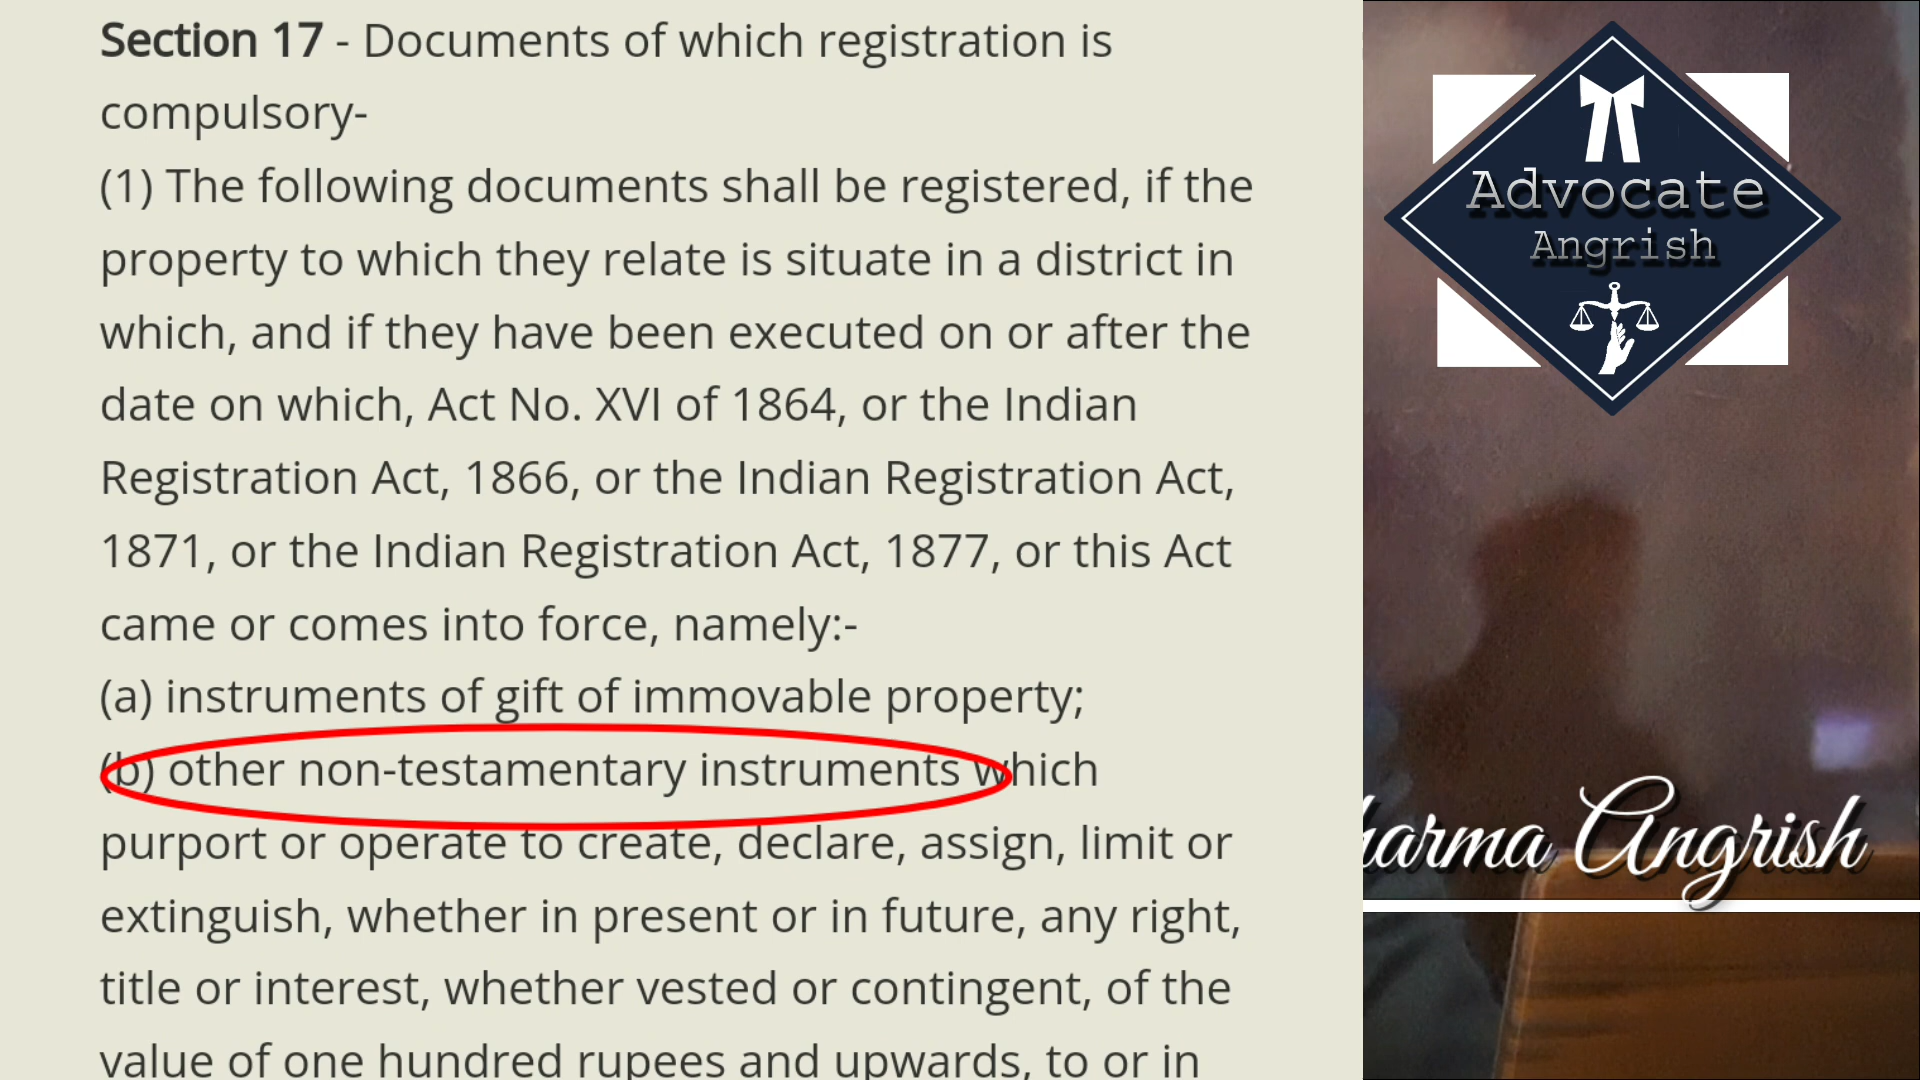 Section 17 - Documents of which registration is
compulsory-
(1) The following documents shall be registered, if the
property to which they relate is situate in a district in
which, and if they have been executed on or after the
date on which, Act No. XVI of 1864, or the Indian
Registration Act, 1866, or the Indian Registration Act,
1871, or the Indian Registration Act, 1877, or this Act
came or comes into force, namely:-
(a) instruments of gift of immovable property;
(b) other non-testamentary instruments which
purport or operate to create, declare, assign, limit or
extinguish, whether in present or in future, any right,
title or interest, whether vested or contingent, of the
value of one hundred rupees and upwards, to or in
Advocate
Angrish
harma Angrish